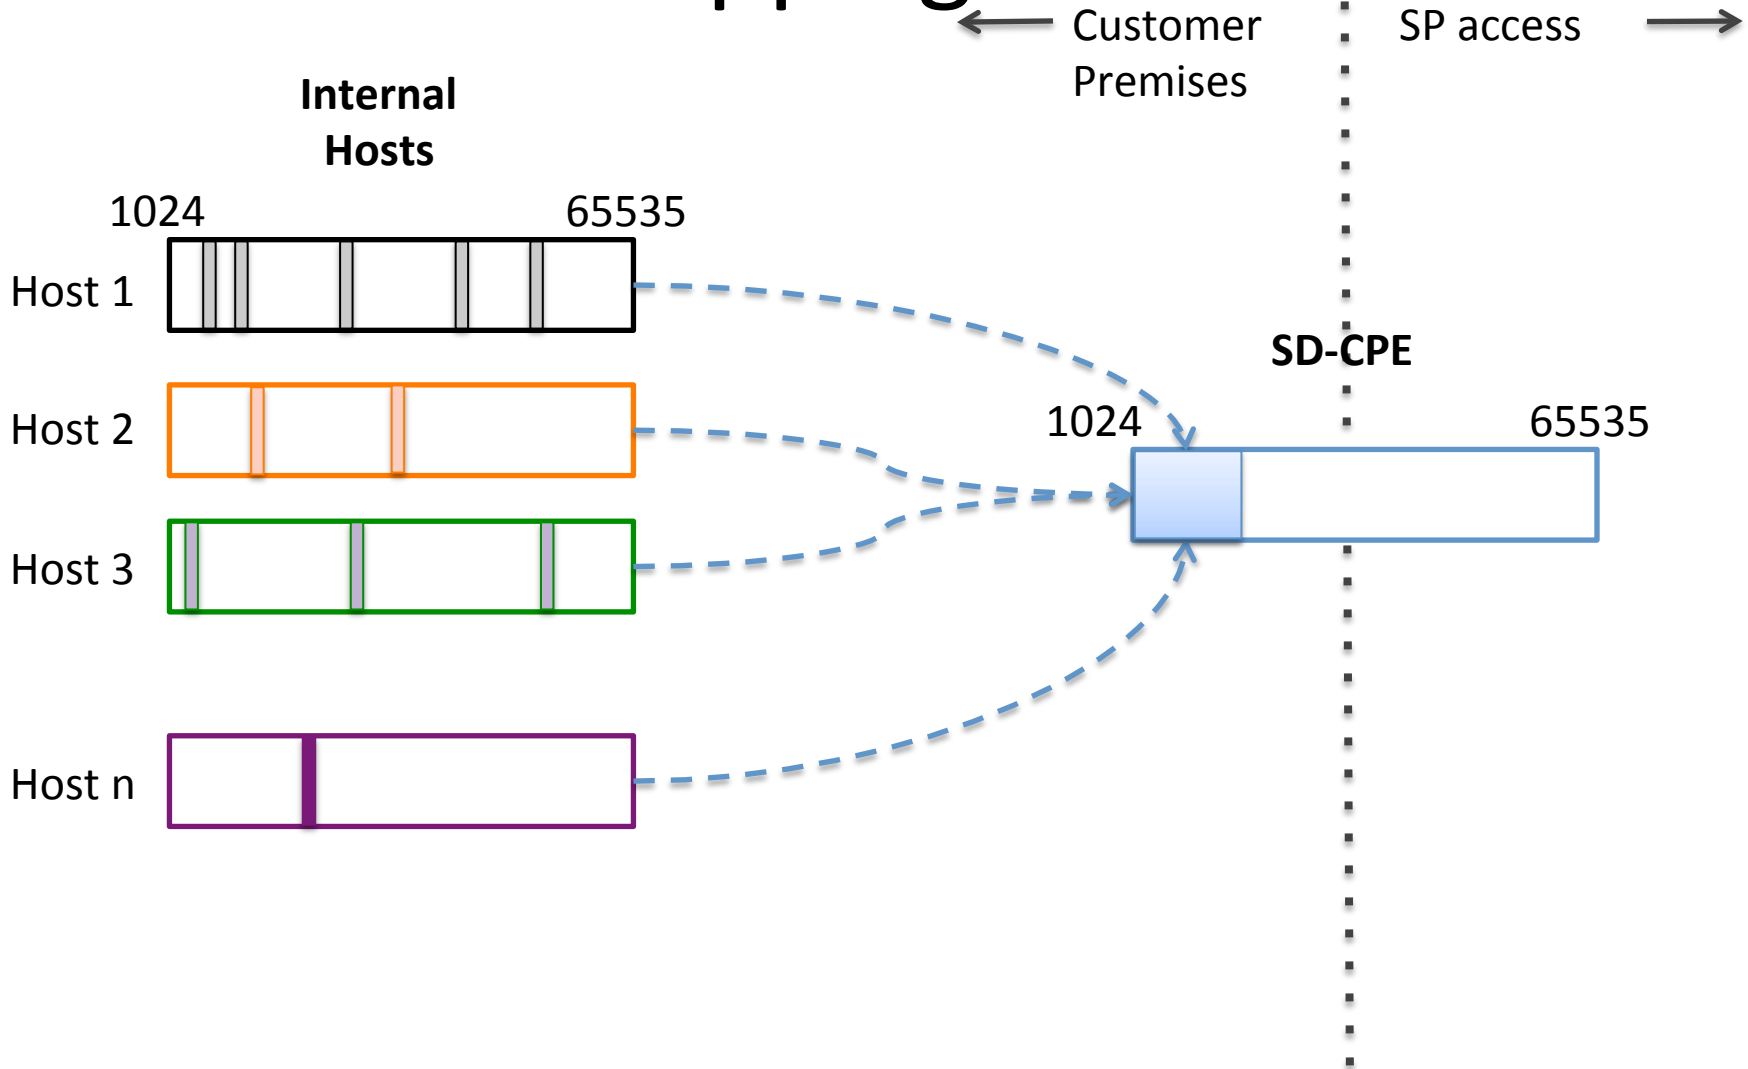 Customer
Premises
SP access
Internal
Hosts
1024
65535
Host 1
SD-CPE
Host 2
1024
65535
Host 3
Host n